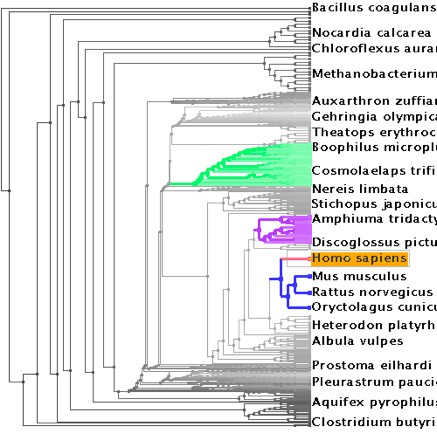 Bacillus coagulans
Nocardia calcarea
Chloroflexus aura
Methanobacterium
Auxarthron zuffia
Gehringia olympica
Theatops erythroc
Boophilus microplu
Cosmolaelaps trifi
Nereis limbata
Stichopus japonicu
Amphiuma tridacty
Discoglossus pictu
Homo sapiens
Mus musculus
Rattus norvegicus
Oryctolagus cunicu
Heterodon platyrh
Albula vulpes
Prostoma eilhardi
Pleurastrum pauci
Aquifex pyrophilus
Clostridium butyri